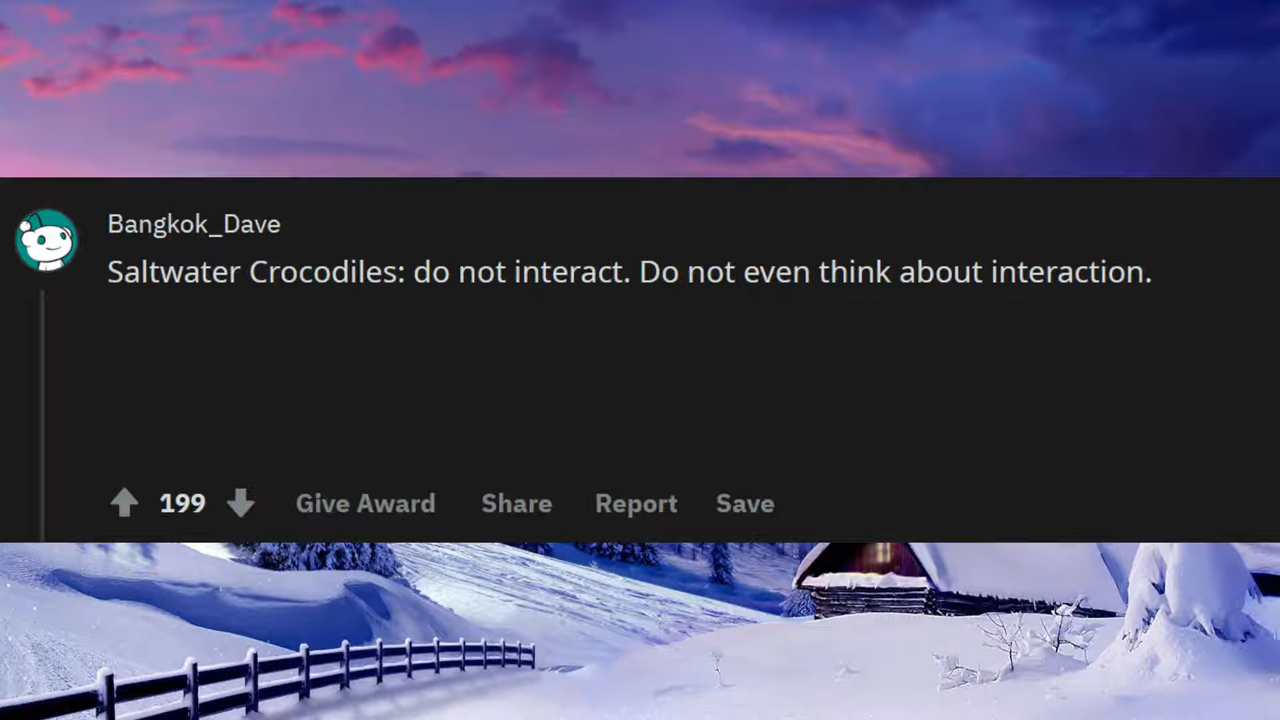 Bangkok_Dave
Saltwater Crocodiles: do not interact. Do not even think about interaction.
199 Give Award Share Report Save